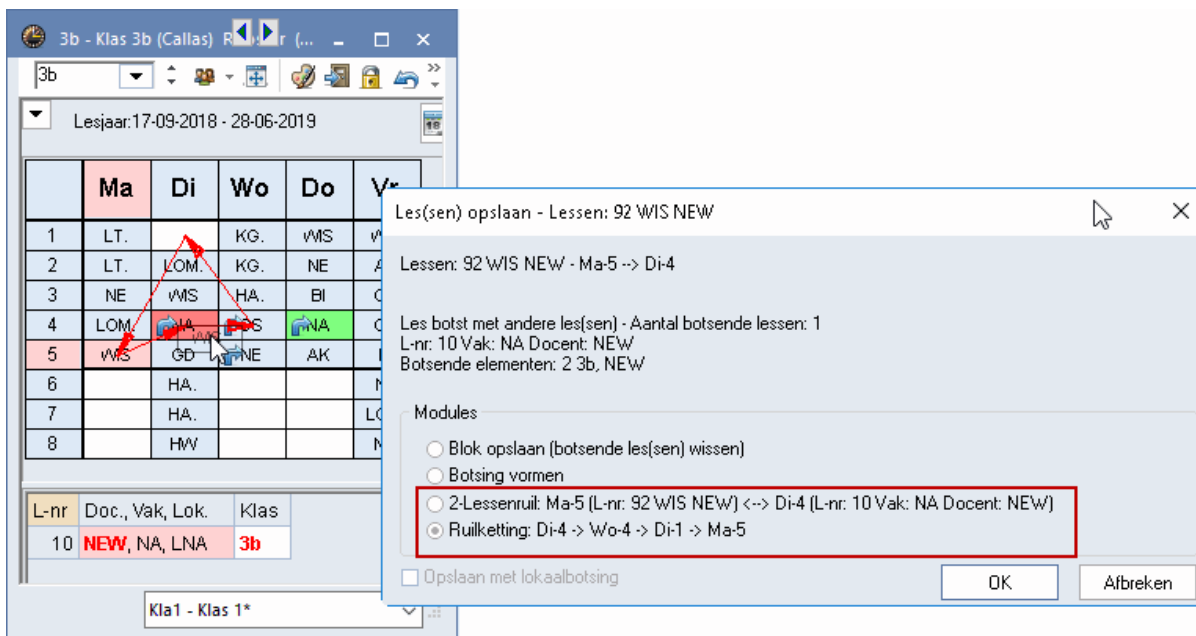 3b - Klas 3b (Callas) R r (...
3b
Lesjaar:17-09-2018 - 28-06-2019
18
Ma Di Wo Do Vr
1 LT. KG. WIS
2 LT. LOM. KG. NE
3 NE WIS HA. BI
4 LOM. NA NA
WIS
5 WIS GD NE AK
6 HA.
7 HA.
8 HW
L-nr Doc., Vak, Lok. Klas
10 NEW, NA, LNA 3b
Kla1 - Klas 1*
Les(sen) opslaan - Lessen: 92 WIS NEW
Lessen: 92 WIS NEW - Ma-5 --> Di-4
Les botst met andere les(sen) - Aantal botsende lessen: 1
L-nr: 10 Vak: NA Docent: NEW
Botsende elementen: 2 3b, NEW
Modules
Blok opslaan (botsende les(sen) wissen)
Botsing vormen
2-Lessenruil: Ma-5 (L-nr: 92 WIS NEW) <--> Di-4 (L-nr: 10 Vak: NA Docent: NEW)
Ruilketting: Di-4 -> Wo-4 -> Di-1 -> Ma-5
Opslaan met lokaalbotsing
OK Afbreken